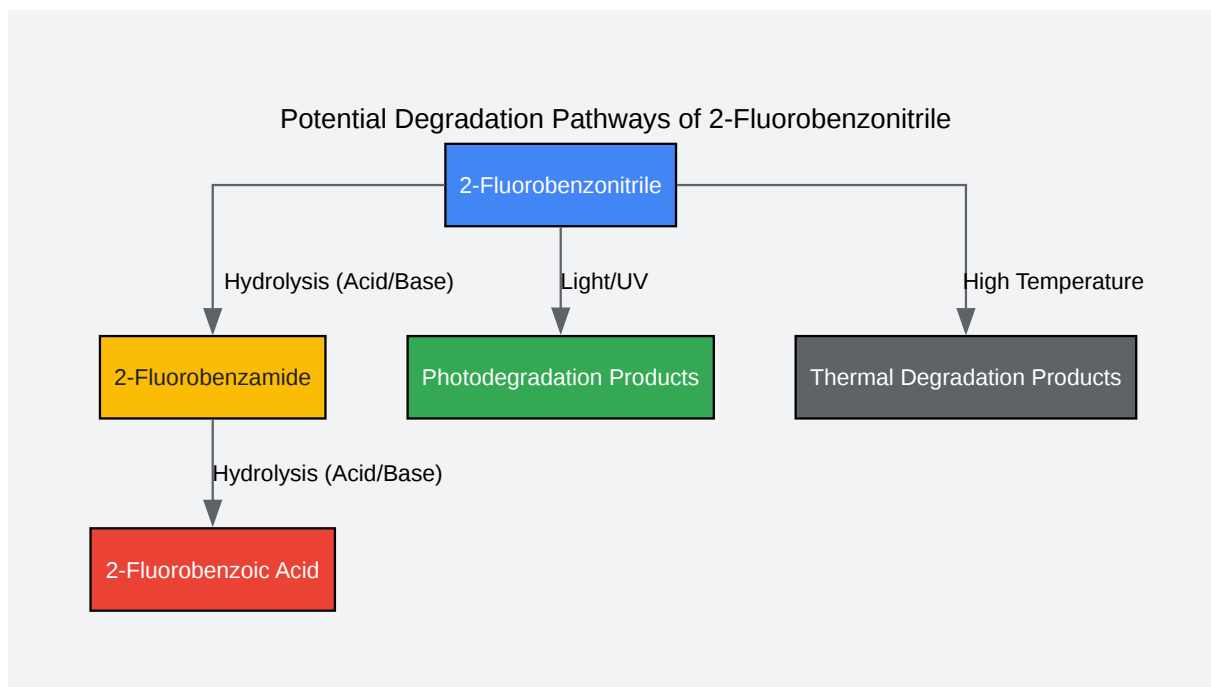 Potential Degradation Pathways of 2-Fluorobenzonitrile
2-Fluorobenzonitrile
Hydrolysis (Acid/Base)
Light/UV
High Temperature
2-Fluorobenzamide
Photodegradation Products
Thermal Degradation Products
Hydrolysis (Acid/Base)
2-Fluorobenzoic Acid